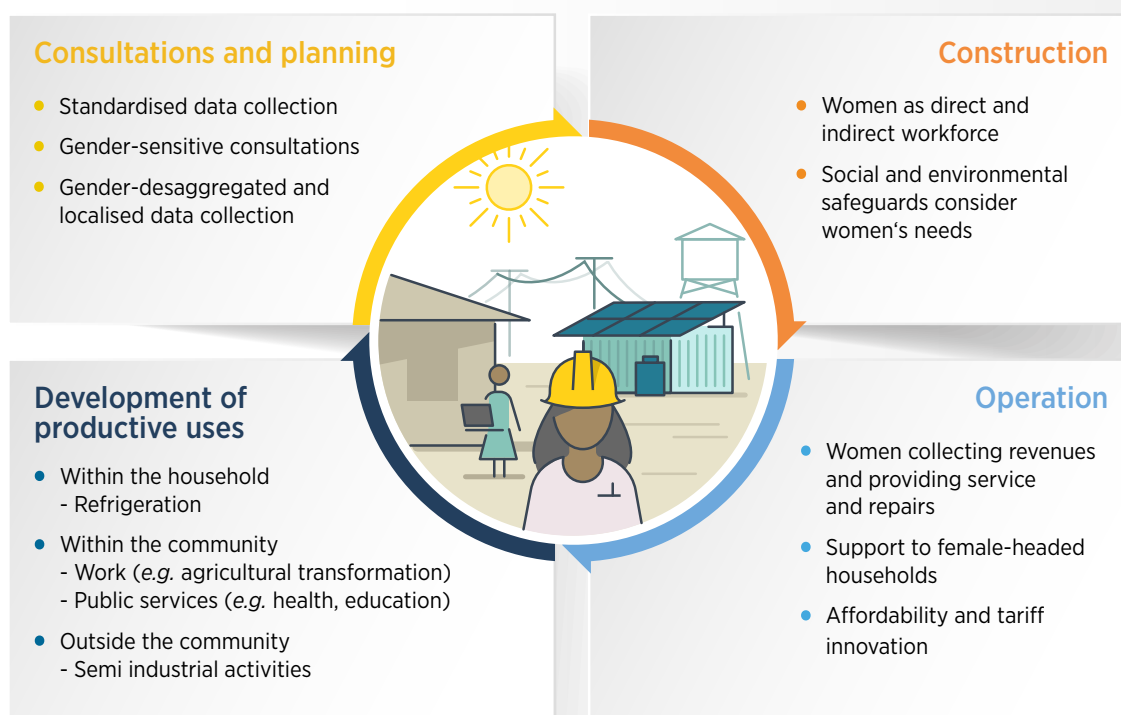 Consultations and planning
Standardised data collection
Gender-sensitive consultations
Gender-desaggregated and
localised data collection
Construction
Women as direct and
indirect workforce
Social and environmental
safeguards consider
women‘s needs
Development of
productive uses
Within the household
- Refrigeration
Within the community
- Work (e.g. agricultural transformation)
- Public services (e.g. health, education)
Outside the community
- Semi industrial activities
Operation
Women collecting revenues
and providing service
and repairs
Support to female-headed
households
Affordability and tariff
innovation